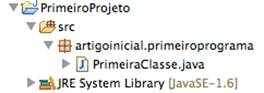 PrimeiroProjeto
src
artigoinicial.primeiroprograma
PrimeiraClasse.java
JRE System Library [JavaSE-1.6]